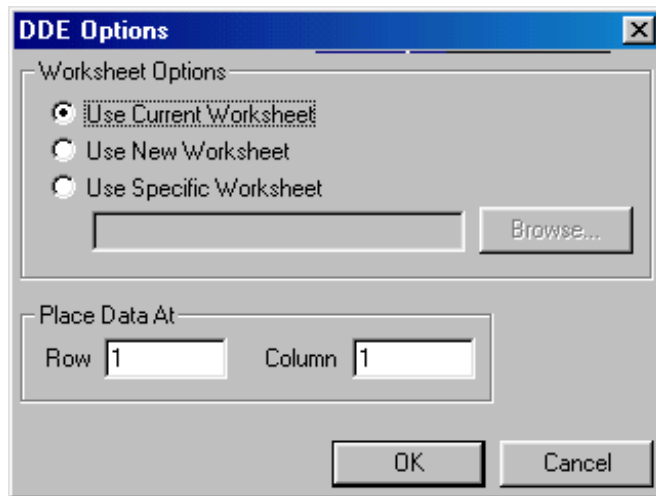 DDE Options
Worksheet Options
Use Current Worksheet
Use New Worksheet
Use Specific Worksheet
Browse...
Place Data At
Row 1 Column 1
OK Cancel